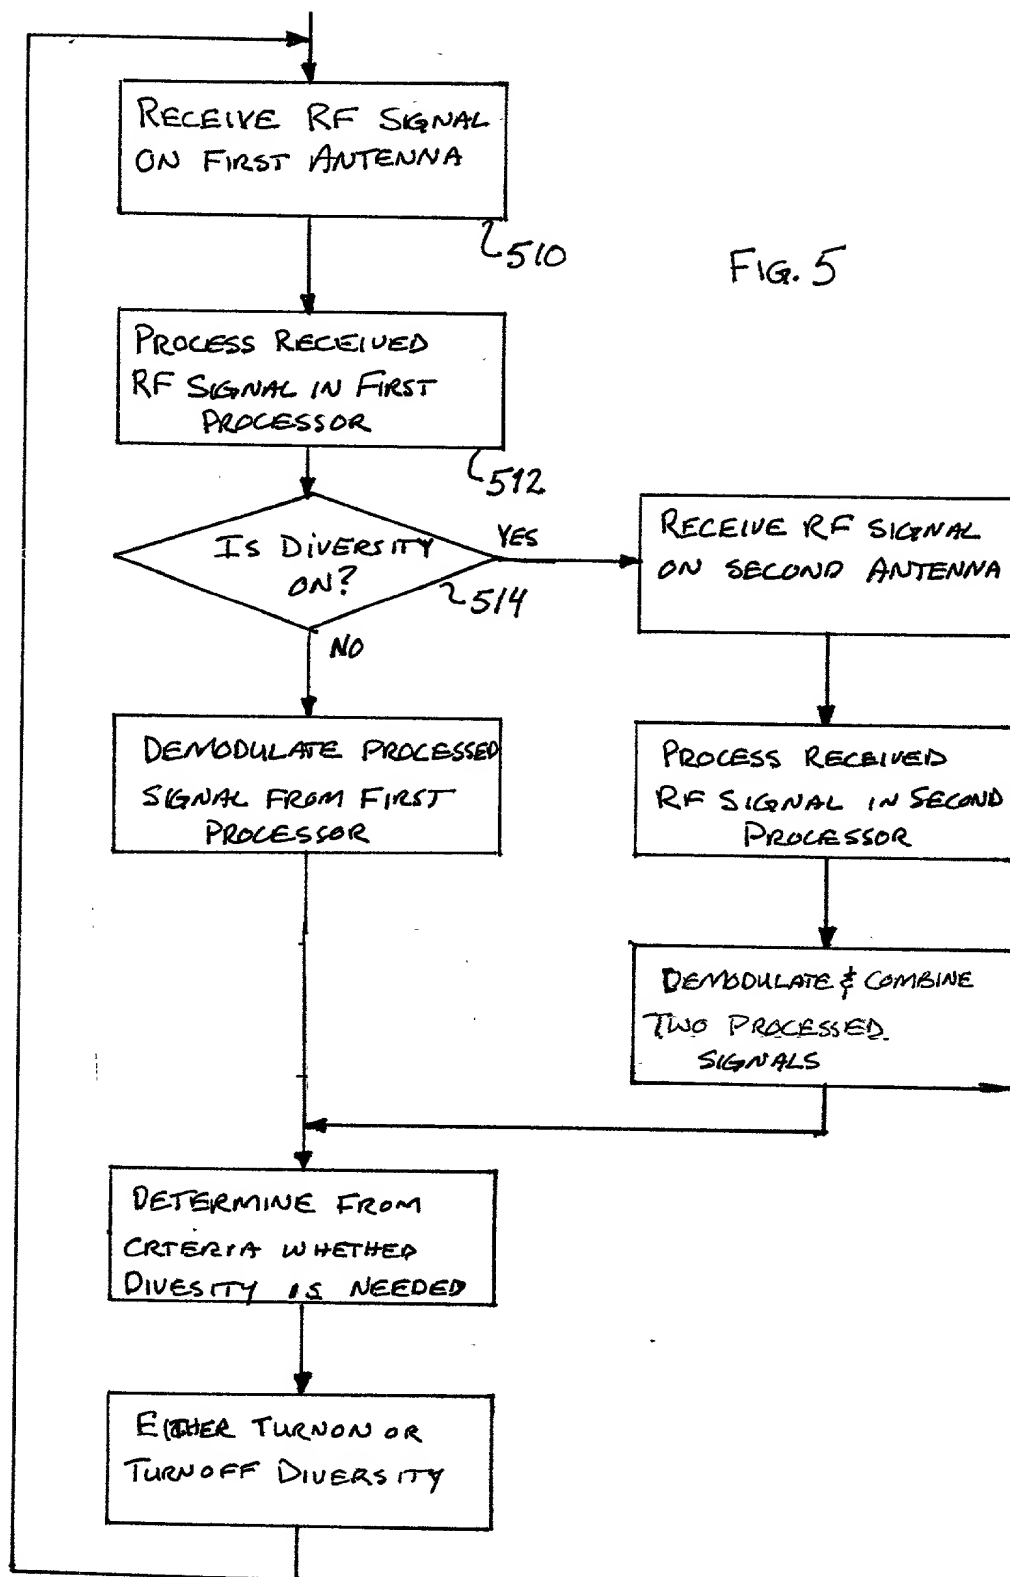 RECEIVE RF SIGNAL
ON FIRST ANTENNA
510
FIG. 5
PROCESS RECEIVED
RF SIGNAL IN FIRST
PROCESSOR
512
IS DIVERSITY
ON?
514
YES
NO
RECEIVE RF SIGNAL
ON SECOND ANTENNA
DEMODULATE PROCESSED
SIGNAL FROM FIRST
PROCESSOR
PROCESS RECEIVED
RF SIGNAL IN SECOND
PROCESSOR
DEMODULATE & COMBINE
TWO PROCESSED
SIGNALS
DETERMINE FROM
CRTERIA WHETHED
DIVESITY IS NEEDED
EITHER TURNON OR
TURNOFF DIVERSITY